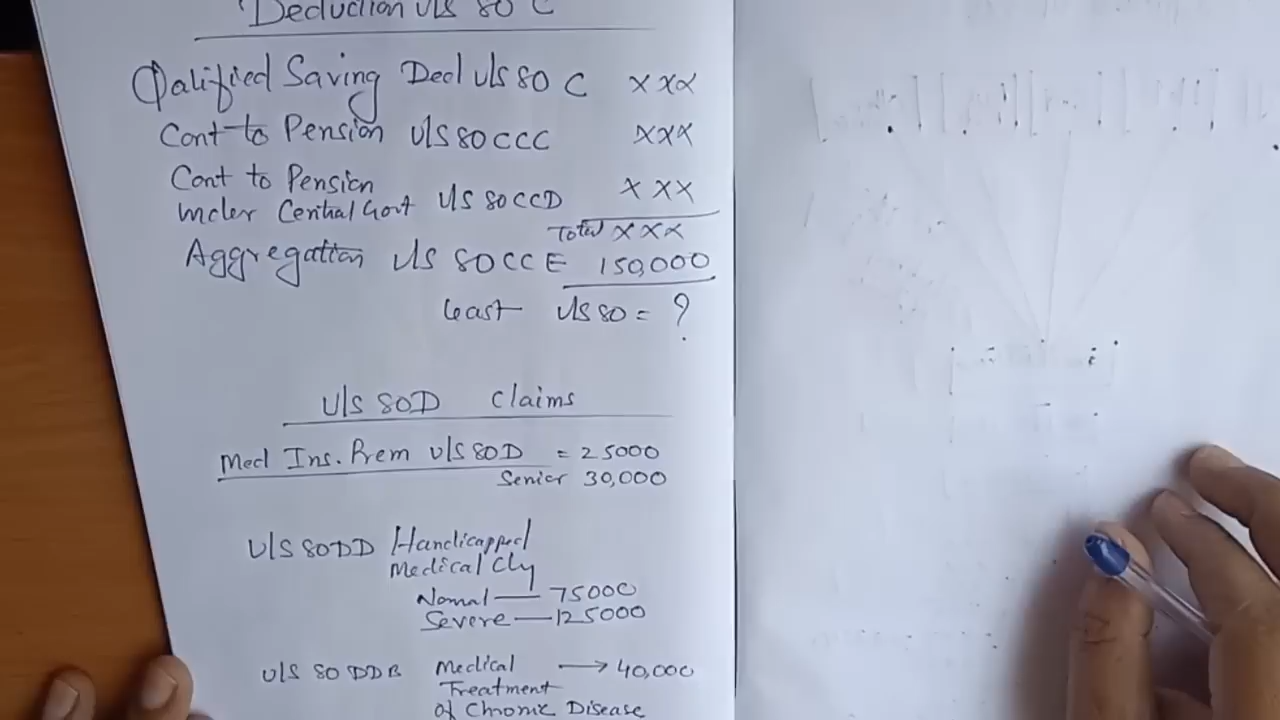 Deduction U/s 80 C
Qalified Saving Ded U/s 80 C xxx
Cont to Pension U/s 80CCC xxx
Cont to Pension
under Central Govt U/s 80CCD xxx
Total xxx
Aggregation U/s 80CCE 150,000
Least U/s 80 = ?
U/s 80D Claims
Med Ins. Prem U/s 80D = 25000
Senior 30,000
U/s 80DD Handicapped
Medical Cly
Nomal — 75000
Severe — 125000
U/s 80 DDB Medical → 40,000
Treatment
of Chronic Disease